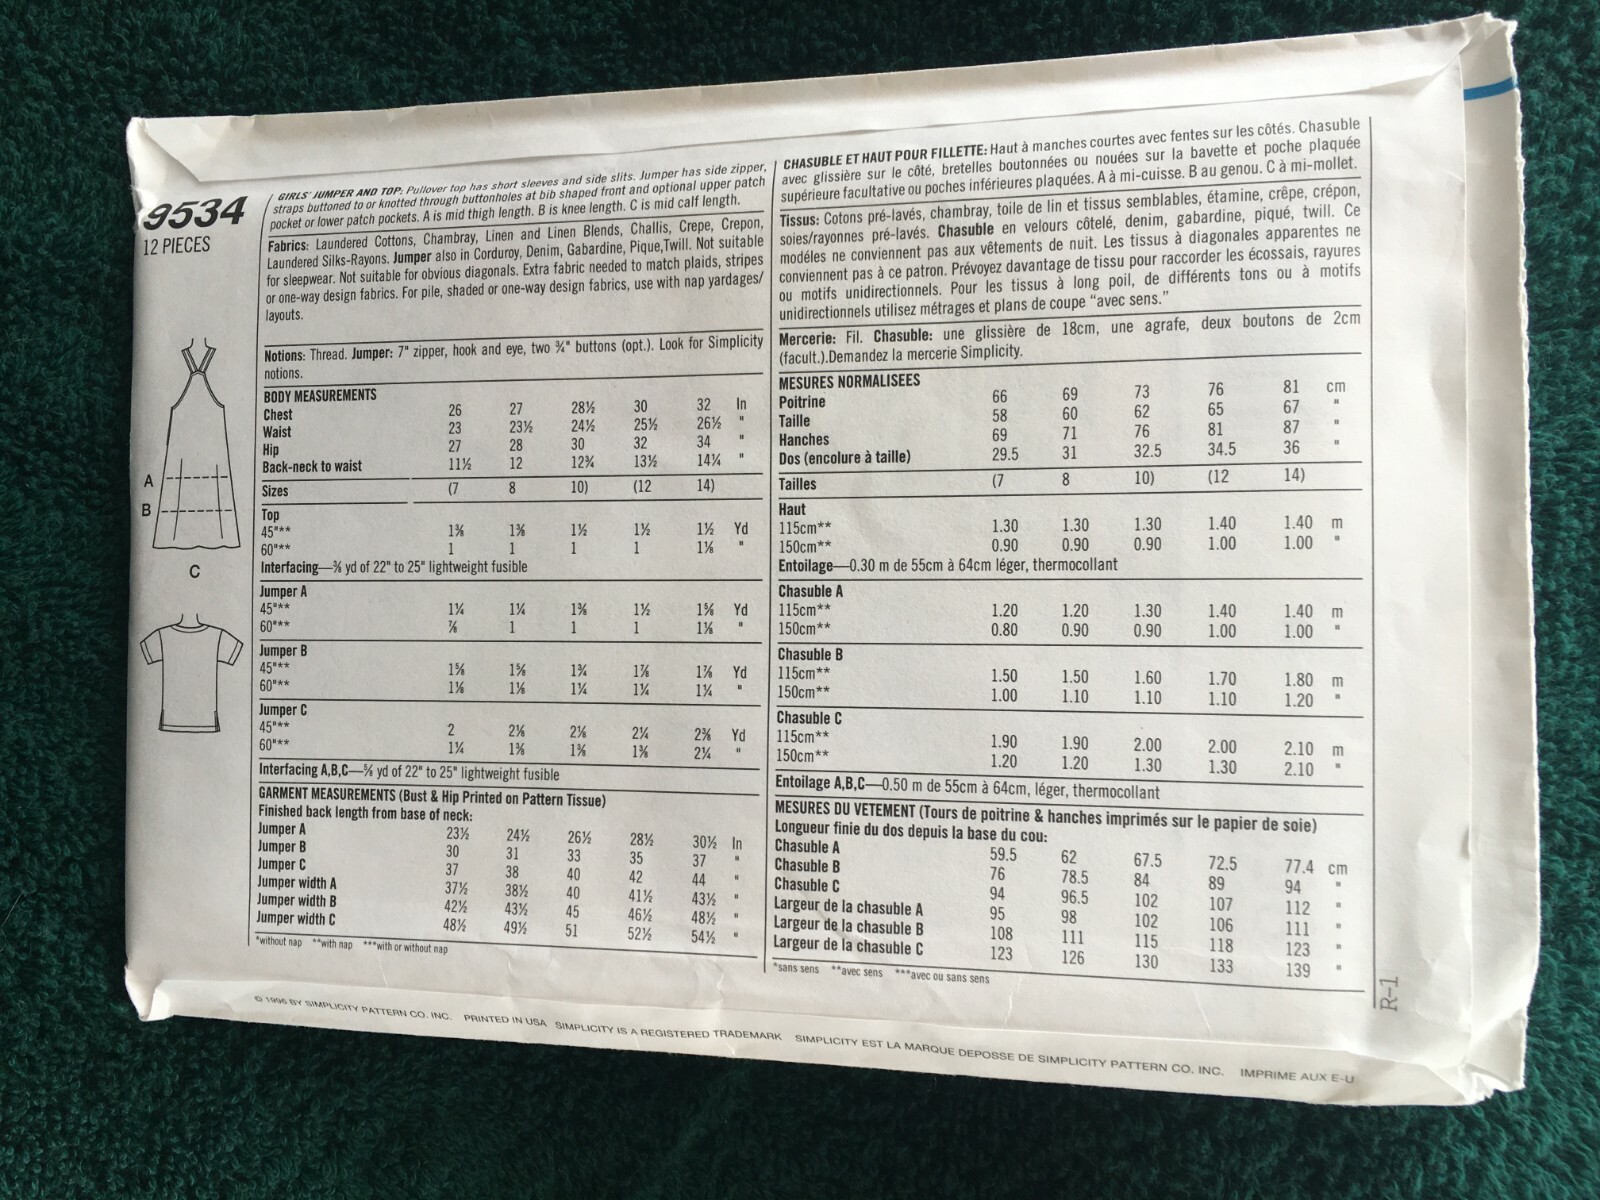 9534
12 PIECES
GIRLS' JUMPER AND TOP: Pullover top has short sleeves and side slits. Jumper has side zipper,
straps buttoned to or knotted through buttonholes at bib shaped front and optional upper patch
pocket or lower patch pockets. A is mid thigh length. B is knee length. C is mid calf length.
Fabrics: Laundered Cottons, Chambray, Linen and Linen Blends, Challis, Crepe, Crepon,
Laundered Silks-Rayons. Jumper also in Corduroy, Denim, Gabardine, Pique,Twill. Not suitable
for sleepwear. Not suitable for obvious diagonals. Extra fabric needed to match plaids, stripes
or one-way design fabrics. For pile, shaded or one-way design fabrics, use with nap yardages/
layouts.
Notions: Thread. Jumper: 7" zipper, hook and eye, two ¾" buttons (opt.). Look for Simplicity
notions.
BODY MEASUREMENTS
Chest 26 27 28½ 30 32 In
Waist 23 23½ 24½ 25½ 26½ "
Hip 27 28 30 32 34 "
Back-neck to waist 11½ 12 12¾ 13½ 14¼ "
Sizes (7 8 10) (12 14)
Top
45"** 1⅜ 1⅜ 1½ 1½ 1½ Yd
60"** 1 1 1 1 1⅛ "
Interfacing—⅜ yd of 22" to 25" lightweight fusible
Jumper A
45"** 1¼ 1¼ 1⅜ 1½ 1⅝ Yd
60"** ⅞ 1 1 1 1⅛ "
Jumper B
45"** 1⅝ 1⅝ 1¾ 1⅞ 1⅞ Yd
60"** 1⅛ 1⅛ 1¼ 1¼ 1¼ "
Jumper C
45"** 2 2⅛ 2⅛ 2¼ 2⅜ Yd
60"** 1¼ 1⅜ 1⅜ 1⅜ 2¼ "
Interfacing A,B,C—⅝ yd of 22" to 25" lightweight fusible
GARMENT MEASUREMENTS (Bust & Hip Printed on Pattern Tissue)
Finished back length from base of neck:
Jumper A 23½ 24½ 26½ 28½ 30½ In
Jumper B 30 31 33 35 37 "
Jumper C 37 38 40 42 44 "
Jumper width A 37½ 38½ 40 41½ 43½ "
Jumper width B 42½ 43½ 45 46½ 48½ "
Jumper width C 48½ 49½ 51 52½ 54½ "
*without nap **with nap ***with or without nap
CHASUBLE ET HAUT POUR FILLETTE: Haut à manches courtes avec fentes sur les côtés. Chasuble
avec glissière sur le côté, bretelles boutonnées ou nouées sur la bavette et poche plaquée
supérieure facultative ou poches inférieures plaquées. A à mi-cuisse. B au genou. C à mi-mollet.
Tissus: Cotons pré-lavés, chambray, toile de lin et tissus semblables, étamine, crêpe, crépon,
soies/rayonnes pré-lavés. Chasuble en velours côtelé, denim, gabardine, piqué, twill. Ce
modéles ne conviennent pas aux vêtements de nuit. Les tissus à diagonales apparentes ne
conviennent pas à ce patron. Prévoyez davantage de tissu pour raccorder les écossais, rayures
ou motifs unidirectionnels. Pour les tissus à long poil, de différents tons ou à motifs
unidirectionnels utilisez métrages et plans de coupe "avec sens."
Mercerie: Fil. Chasuble: une glissière de 18cm, une agrafe, deux boutons de 2cm
(facult.).Demandez la mercerie Simplicity.
MESURES NORMALISEES
Poitrine 66 69 73 76 81 cm
Taille 58 60 62 65 67 "
Hanches 69 71 76 81 87 "
Dos (encolure à taille) 29.5 31 32.5 34.5 36 "
Tailles (7 8 10) (12 14)
Haut
115cm** 1.30 1.30 1.30 1.40 1.40 m
150cm** 0.90 0.90 0.90 1.00 1.00 "
Entoilage—0.30 m de 55cm à 64cm léger, thermocollant
Chasuble A
115cm** 1.20 1.20 1.30 1.40 1.40 m
150cm** 0.80 0.90 0.90 1.00 1.00 "
Chasuble B
115cm** 1.50 1.50 1.60 1.70 1.80 m
150cm** 1.00 1.10 1.10 1.10 1.20 "
Chasuble C
115cm** 1.90 1.90 2.00 2.00 2.10 m
150cm** 1.20 1.20 1.30 1.30 2.10 "
Entoilage A,B,C—0.50 m de 55cm à 64cm, léger, thermocollant
MESURES DU VETEMENT (Tours de poitrine & hanches imprimés sur le papier de soie)
Longueur finie du dos depuis la base du cou:
Chasuble A 59.5 62 67.5 72.5 77.4 cm
Chasuble B 76 78.5 84 89 94 "
Chasuble C 94 96.5 102 107 112 "
Largeur de la chasuble A 95 98 102 106 111 "
Largeur de la chasuble B 108 111 115 118 123 "
Largeur de la chasuble C 123 126 130 133 139 "
*sans sens **avec sens ***avec ou sans sens
A
B
C
R-1
© 1996 BY SIMPLICITY PATTERN CO. INC. PRINTED IN USA SIMPLICITY IS A REGISTERED TRADEMARK SIMPLICITY EST LA MARQUE DEPOSSE DE SIMPLICITY PATTERN CO. INC. IMPRIME AUX E-U